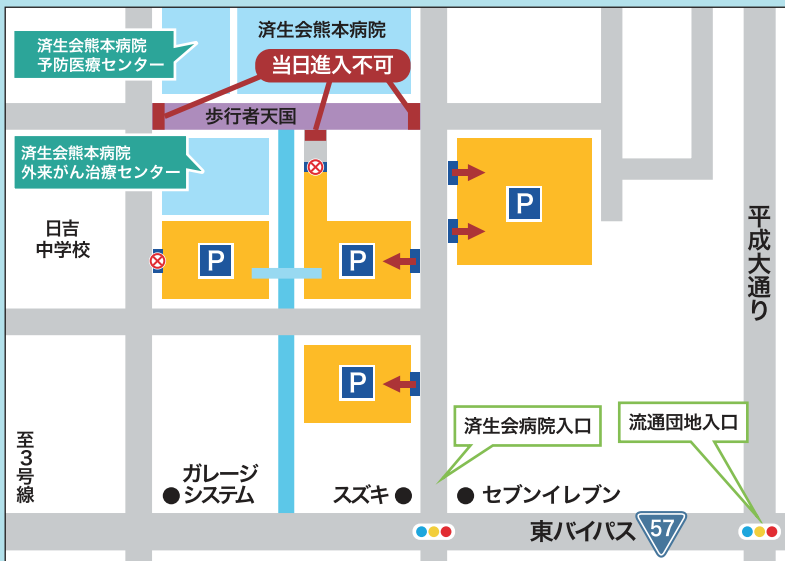 済生会熊本病院
済生会熊本病院
予防医療センター
当日進入不可
歩行者天国
済生会熊本病院
外来がん治療センター
P
日吉
中学校
平成大通り
P
P
P
済生会病院入口
流通団地入口
至3号線
ガレージ
システム
スズキ
セブンイレブン
東バイパス
57